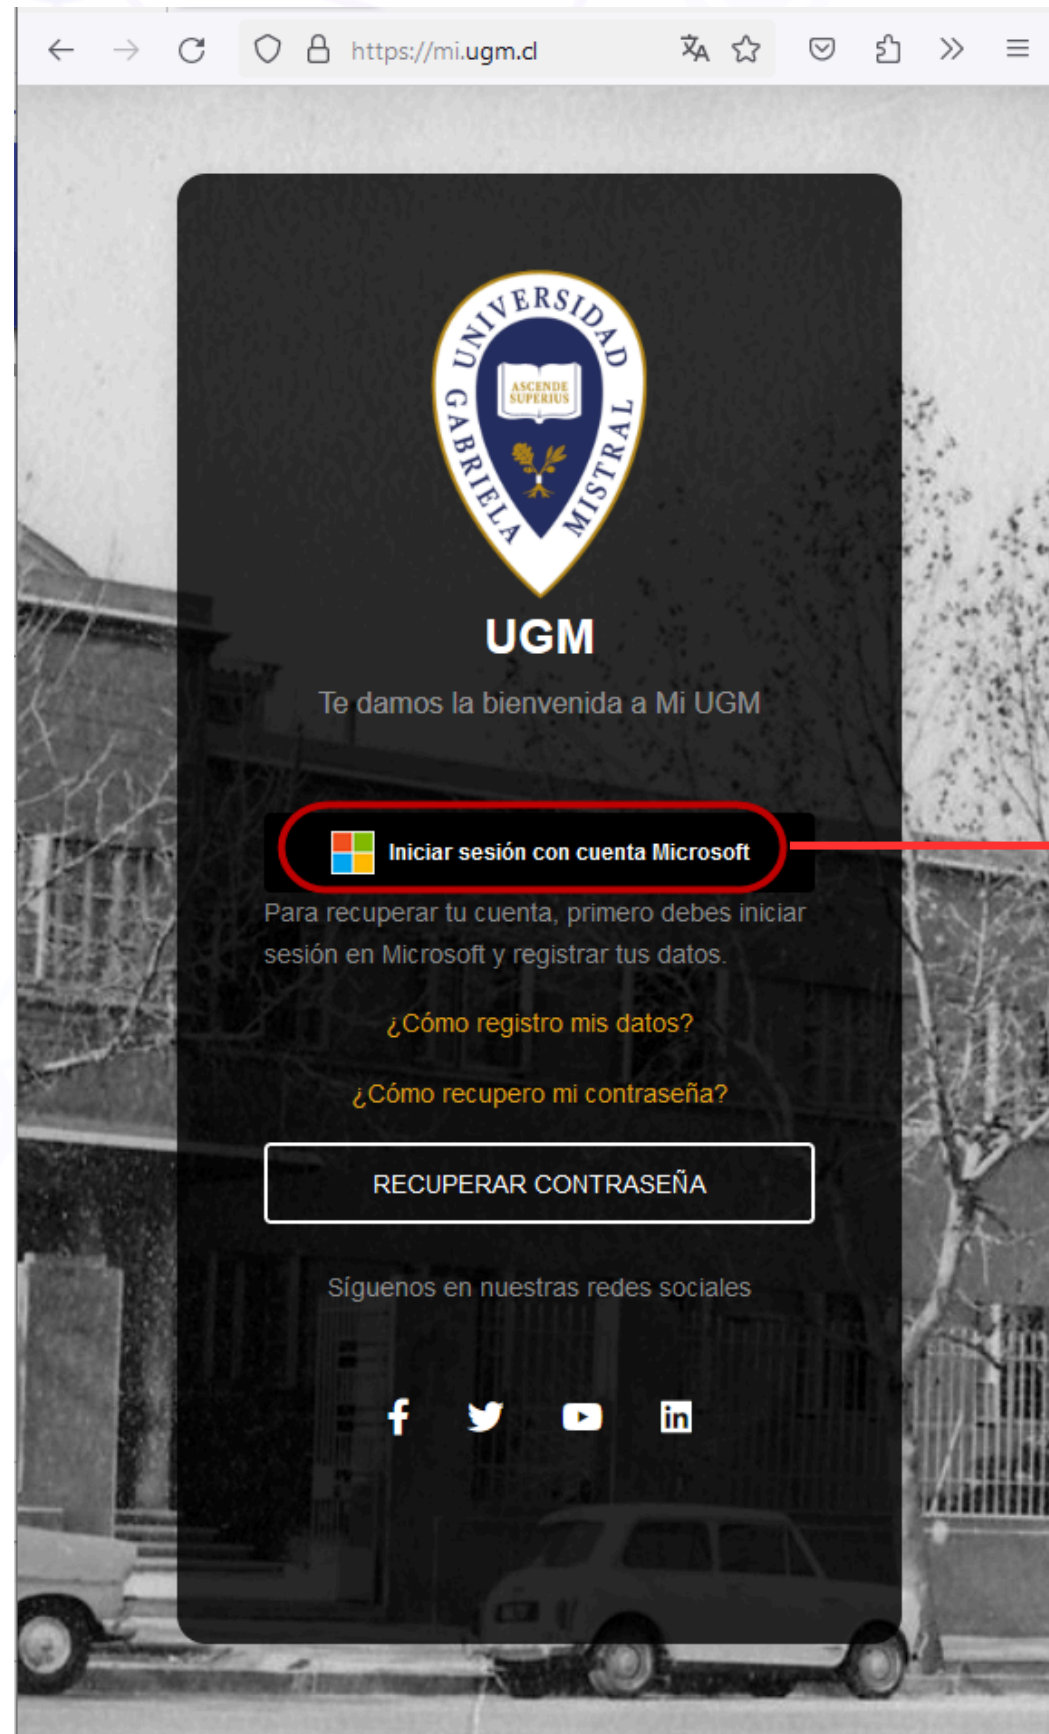 https://mi.ugm.cl
UNIVERSIDAD GABRIELA MISTRAL
ASCENDE
SUPERIUS
UGM
Te damos la bienvenida a Mi UGM
Iniciar sesión con cuenta Microsoft
Para recuperar tu cuenta, primero debes iniciar
sesión en Microsoft y registrar tus datos.
¿Cómo registro mis datos?
¿Cómo recupero mi contraseña?
RECUPERAR CONTRASEÑA
Síguenos en nuestras redes sociales